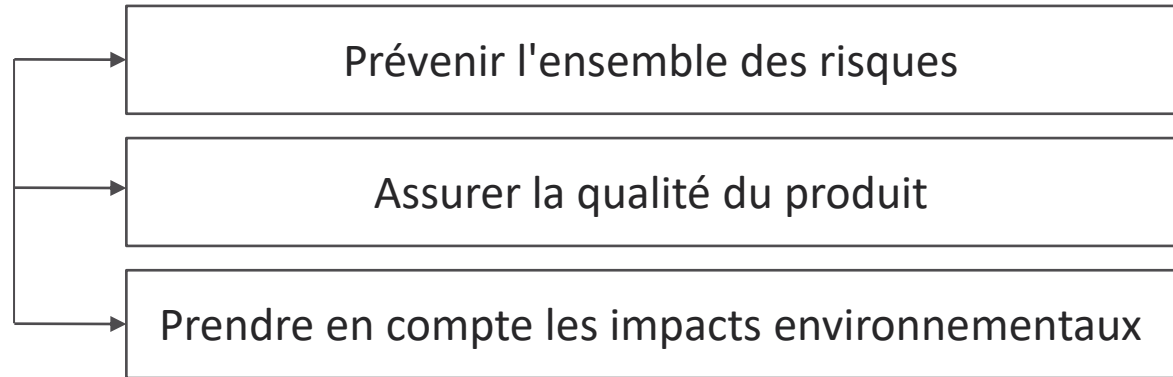 Prévenir l'ensemble des risques
Assurer la qualité du produit
Prendre en compte les impacts environnementaux